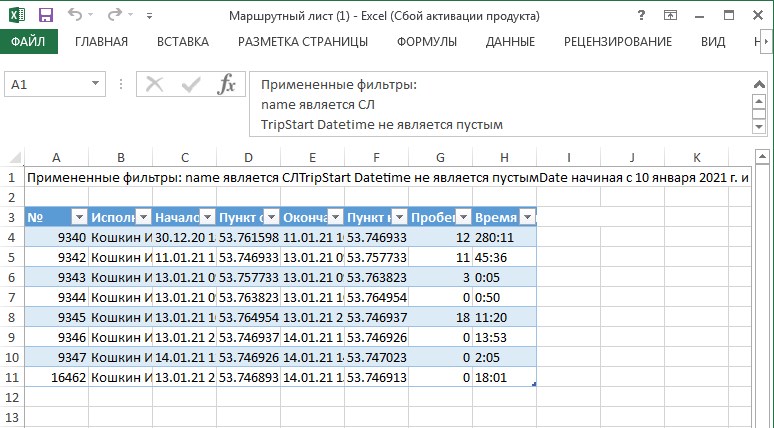 Маршрутный лист (1) - Excel (Сбой активации продукта)
ФАЙЛ ГЛАВНАЯ ВСТАВКА РАЗМЕТКА СТРАНИЦЫ ФОРМУЛЫ ДАННЫЕ РЕЦЕНЗИРОВАНИЕ ВИД
A1 fx Примененные фильтры:
name является СЛ
TripStart Datetime не является пустым
A B C D E F G H I J K
1 Примененные фильтры: name является СЛTripStart Datetime не является пустымDate начиная с 10 января 2021 г. и
2
3 № Исполн Начало Пункт о Оконча Пункт Пробег Время
4 9340 Кошкин И 30.12.20 1 53.761598 11.01.21 1 53.746933 12 280:11
5 9342 Кошкин И 11.01.21 1 53.746933 13.01.21 0 53.757733 11 45:36
6 9343 Кошкин И 13.01.21 0 53.757733 13.01.21 0 53.763823 3 0:05
7 9344 Кошкин И 13.01.21 0 53.763823 13.01.21 1 53.764954 0 0:50
8 9345 Кошкин И 13.01.21 1 53.764954 13.01.21 2 53.746937 18 11:20
9 9346 Кошкин И 13.01.21 2 53.746937 14.01.21 1 53.746926 0 13:53
10 9347 Кошкин И 14.01.21 1 53.746926 14.01.21 1 53.747023 0 2:05
11 16462 Кошкин И 13.01.21 2 53.746893 14.01.21 1 53.746913 0 18:01
12
13